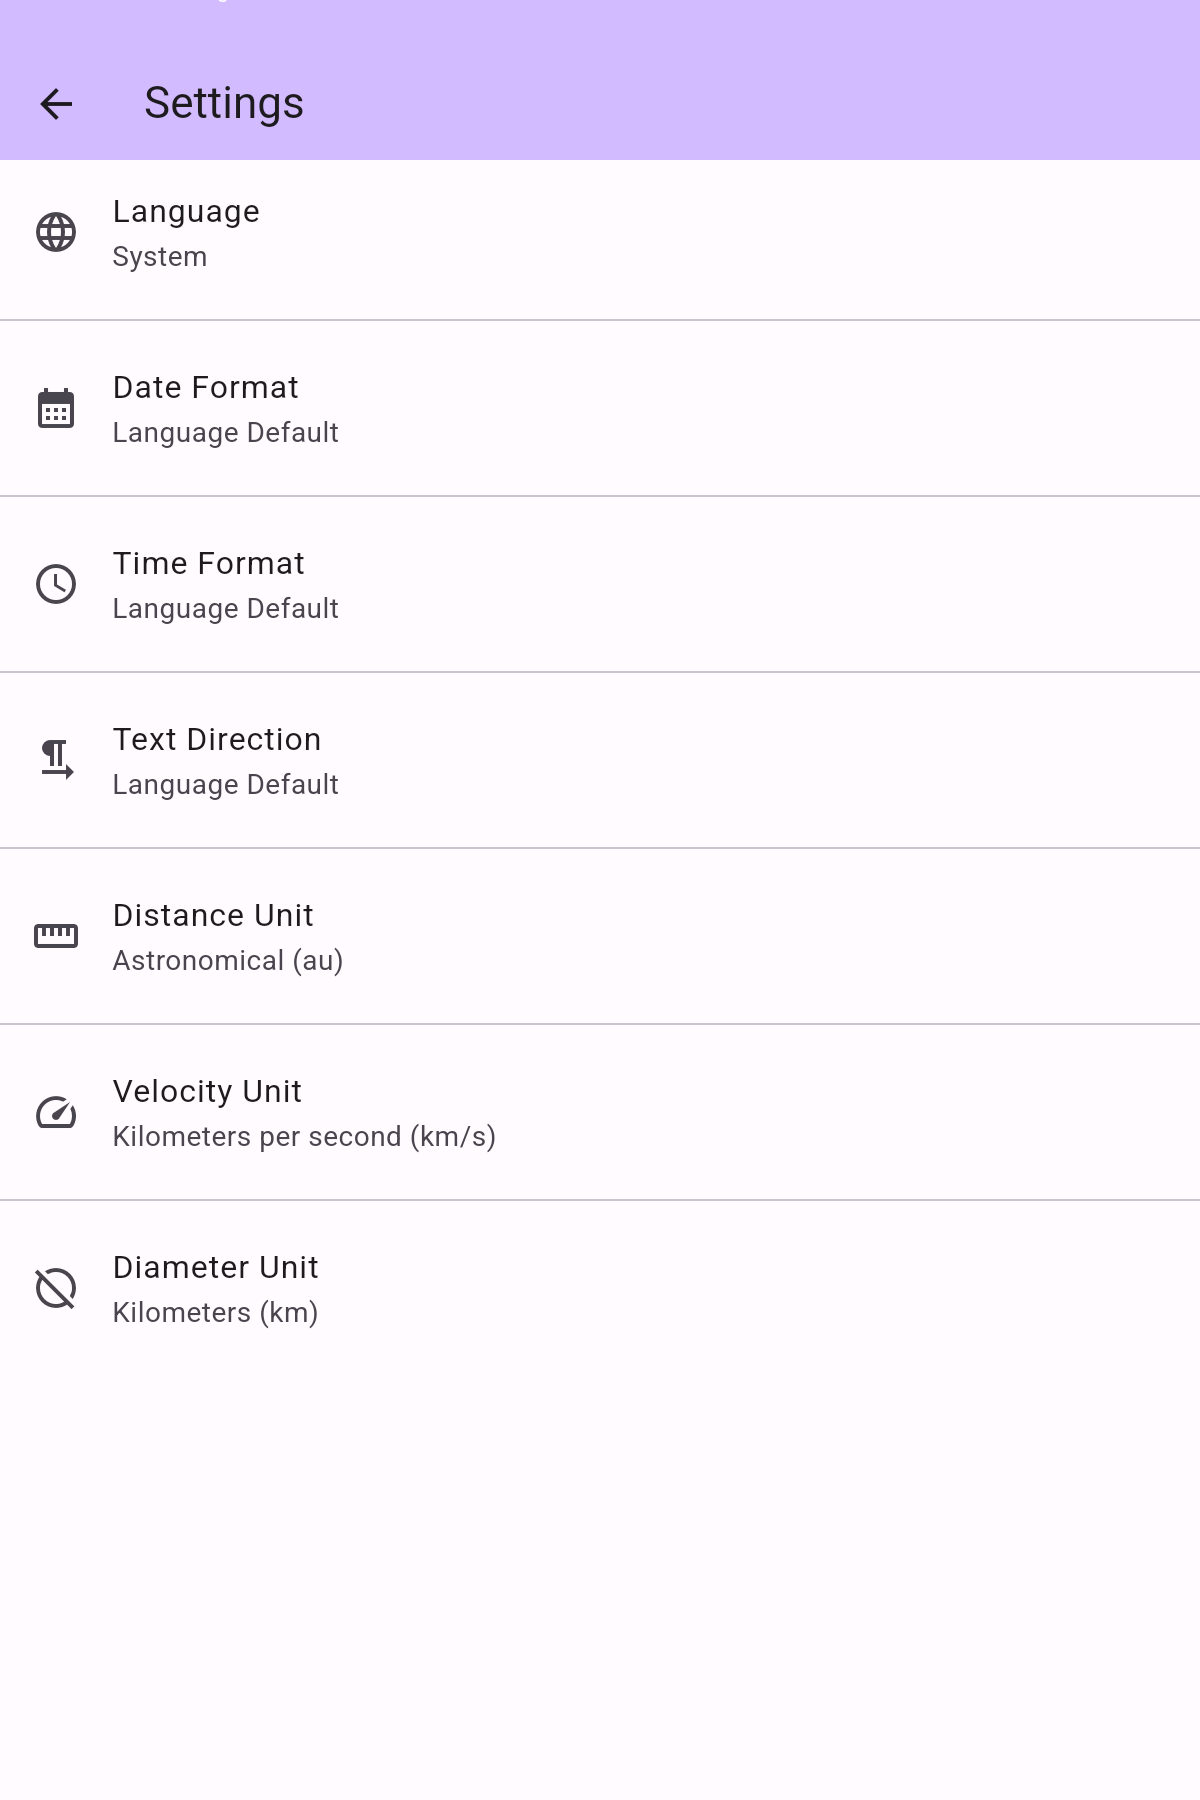 Settings
Language
System
Date Format
Language Default
Time Format
Language Default
Text Direction
Language Default
Distance Unit
Astronomical (au)
Velocity Unit
Kilometers per second (km/s)
Diameter Unit
Kilometers (km)